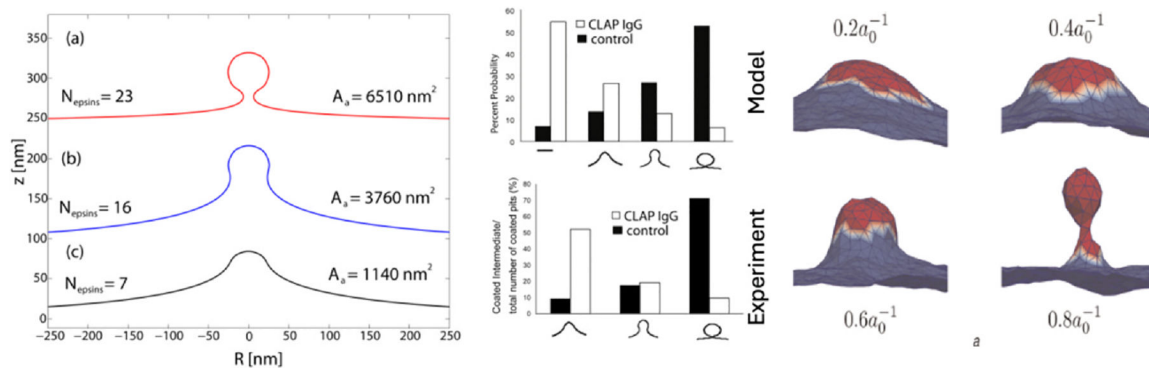 (a)
N_epsins = 23
A_a = 6510 nm²
(b)
N_epsins = 16
A_a = 3760 nm²
(c)
N_epsins = 7
A_a = 1140 nm²
z [nm]
350
300
250
200
150
100
50
0
-250 -200 -150 -100 -50 0 50 100 150 200 250
R [nm]
Percent Probability
60
50
40
30
20
10
0
CLAP IgG
control
Model
Coated Intermediate/
total number of coated pits (%)
80
70
60
50
40
30
20
10
0
CLAP IgG
control
Experiment
0.2a₀⁻¹ 0.4a₀⁻¹
0.6a₀⁻¹ 0.8a₀⁻¹
a